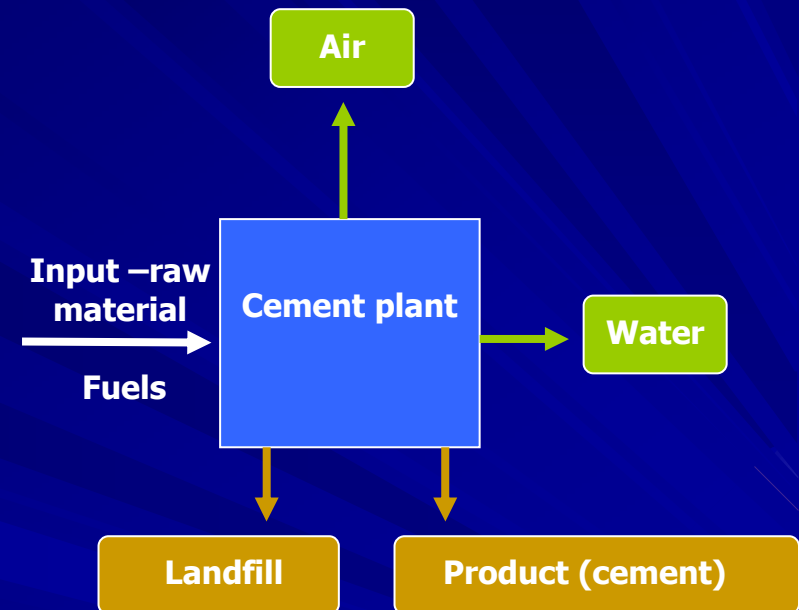 Air
Input –raw
material
Cement plant
Water
Fuels
Landfill
Product (cement)